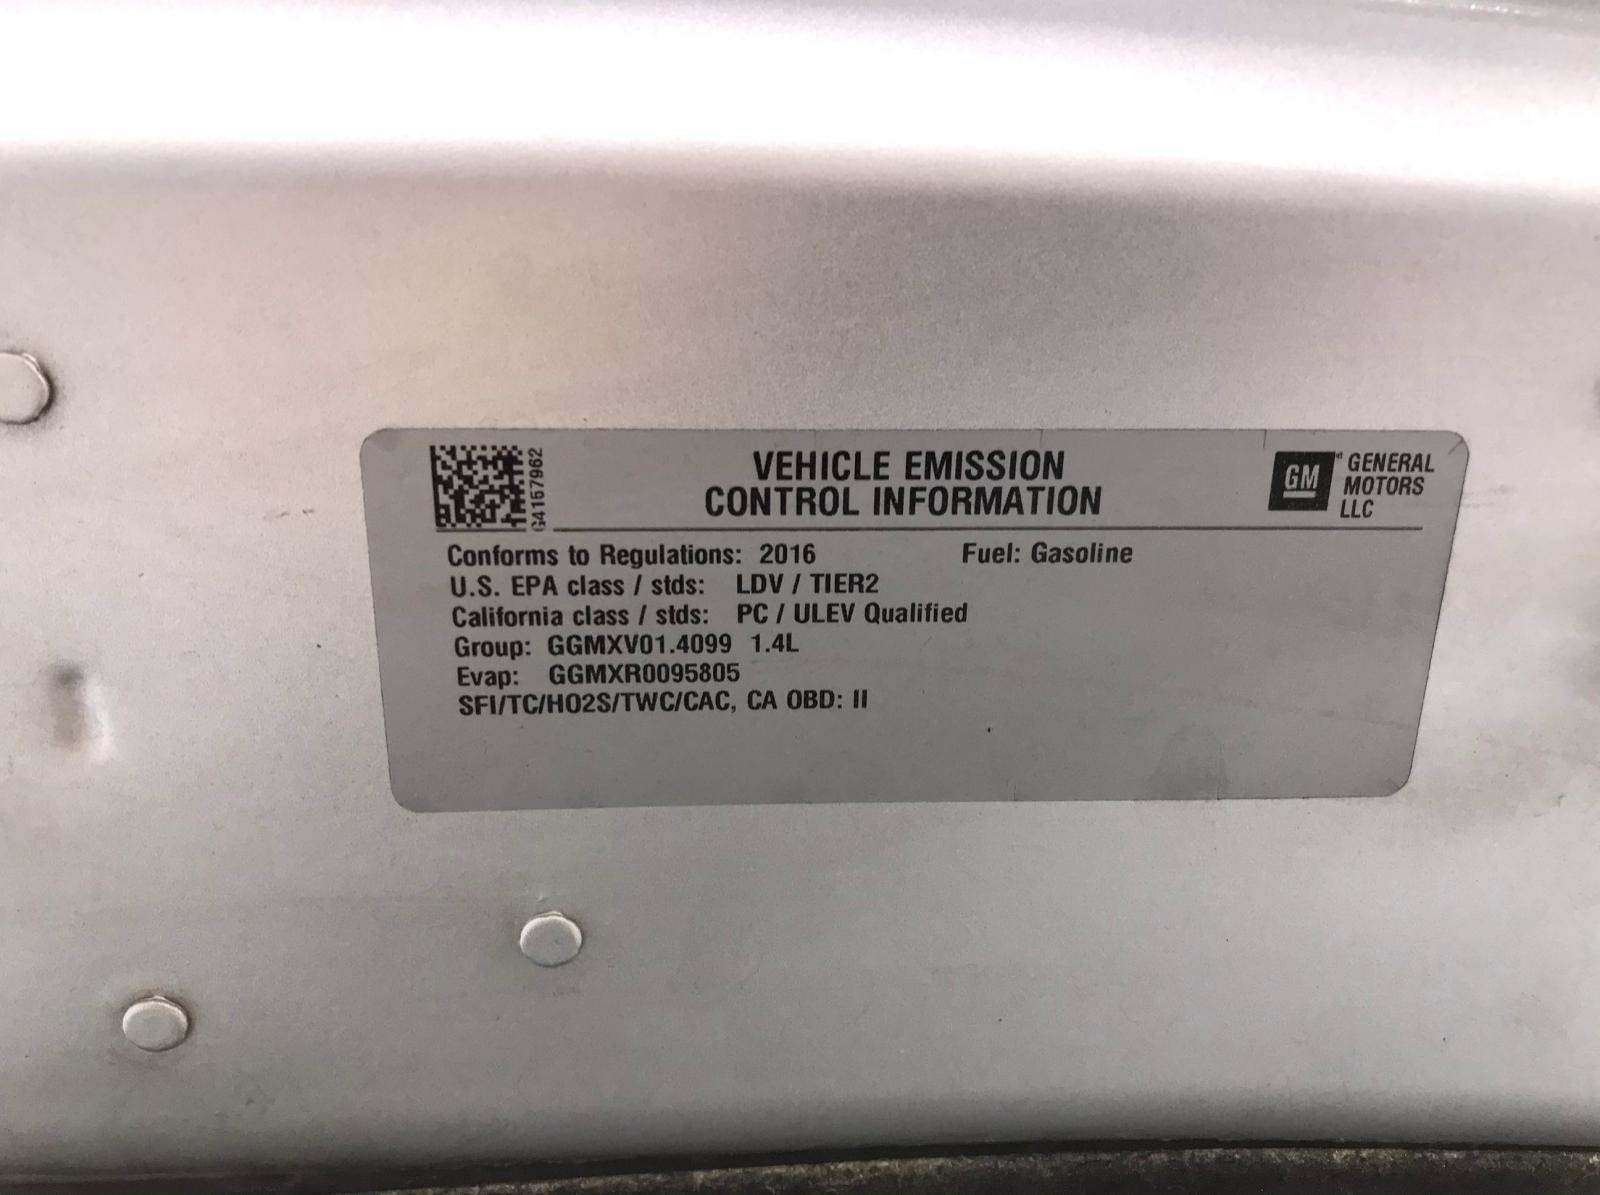 G4157962
VEHICLE EMISSION
CONTROL INFORMATION
GM
GENERAL
MOTORS
LLC
Conforms to Regulations: 2016 Fuel: Gasoline
U.S. EPA class / stds: LDV / TIER2
California class / stds: PC / ULEV Qualified
Group: GGMXV01.4099 1.4L
Evap: GGMXR0095805
SFI/TC/HO2S/TWC/CAC, CA OBD: II